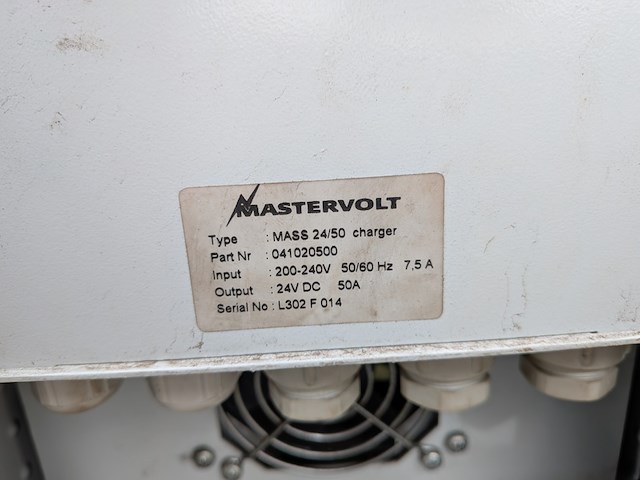 MASTERVOLT
Type : MASS 24/50 charger
Part Nr : 041020500
Input : 200-240V 50/60 Hz 7.5 A
Output : 24V DC 50A
Serial No : L302 F 014